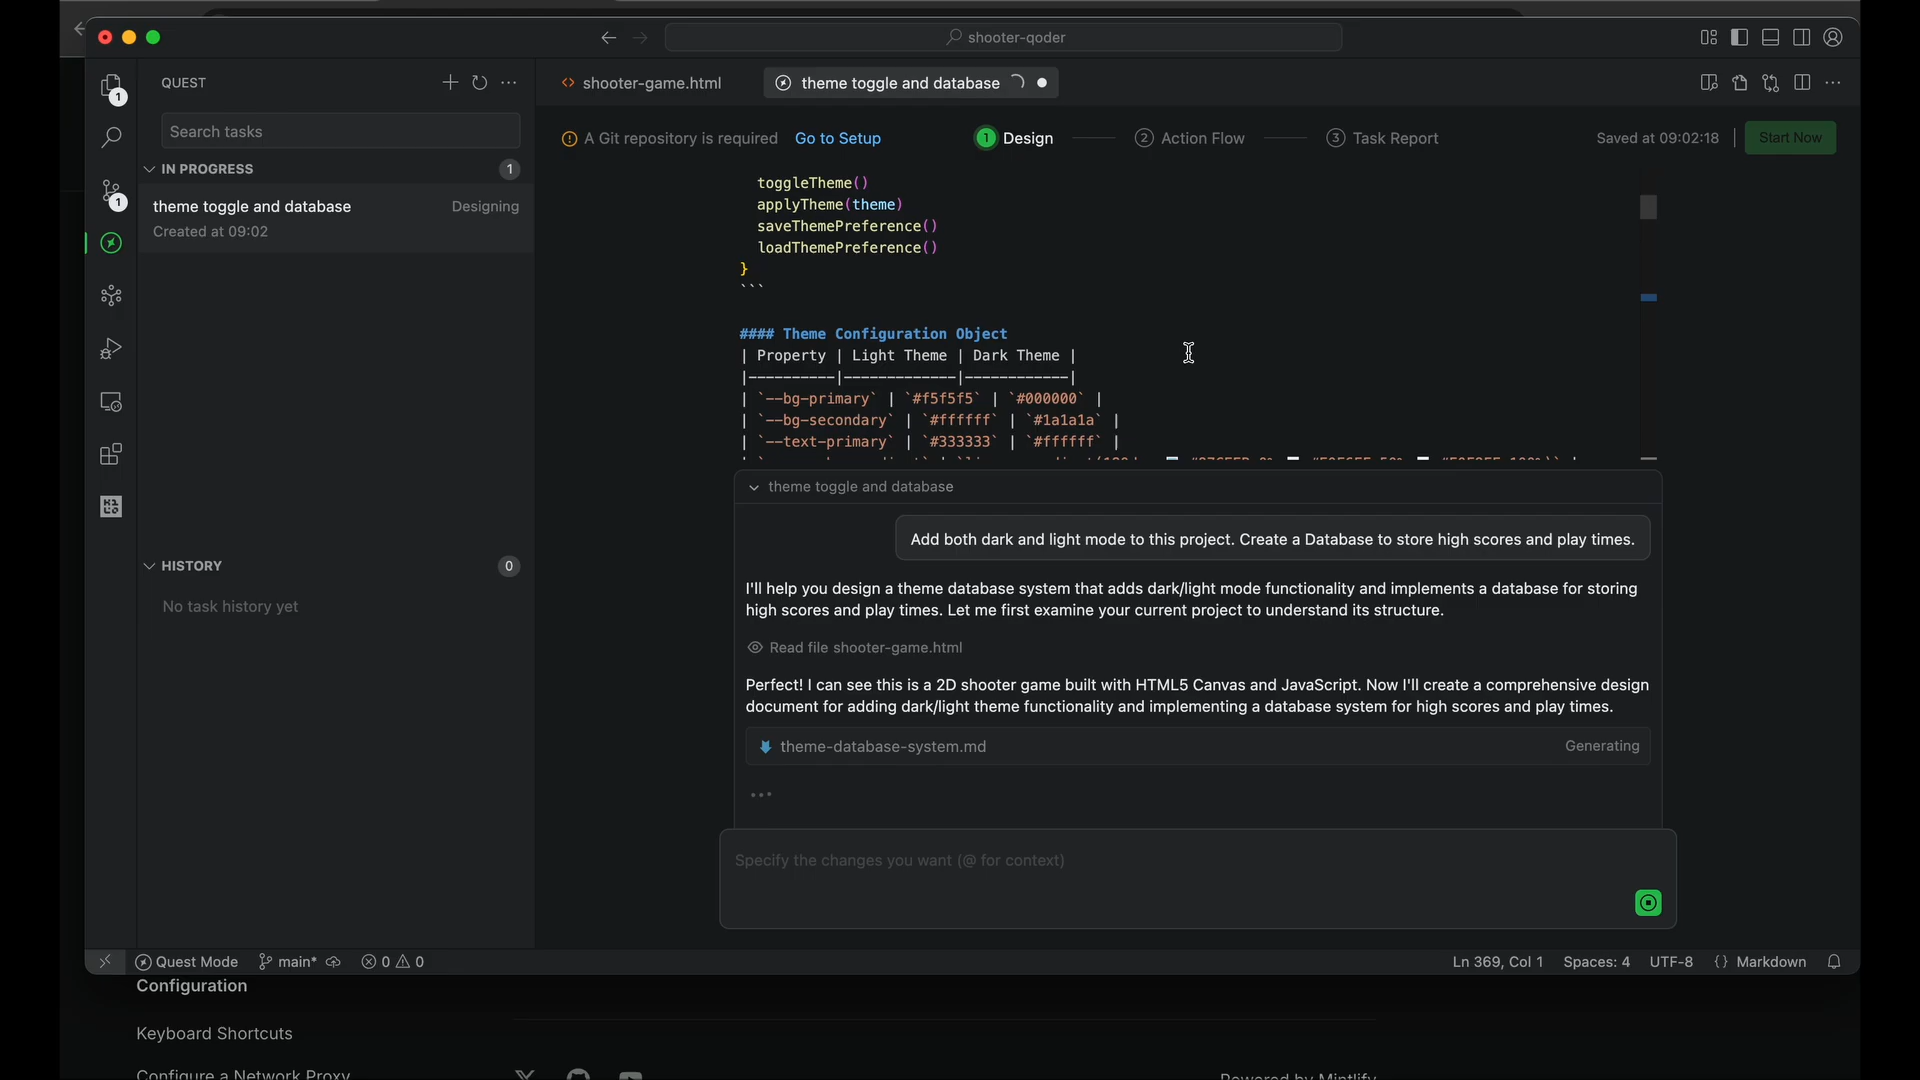 shooter-qoder
QUEST
Search tasks
IN PROGRESS
1
theme toggle and database
Designing
Created at 09:02
HISTORY
0
No task history yet
1
1
shooter-game.html
theme toggle and database
A Git repository is required
Go to Setup
1 Design
2 Action Flow
3 Task Report
Saved at 09:02:18
Start Now
toggleTheme()
applyTheme(theme)
saveThemePreference()
loadThemePreference()
}
```
#### Theme Configuration Object
| Property | Light Theme | Dark Theme |
|----------|-------------|------------|
| `--bg-primary` | `#f5f5f5` | `#000000` |
| `--bg-secondary` | `#ffffff` | `#1a1a1a` |
| `--text-primary` | `#333333` | `#ffffff` |
theme toggle and database
Add both dark and light mode to this project. Create a Database to store high scores and play times.
I'll help you design a theme database system that adds dark/light mode functionality and implements a database for storing
high scores and play times. Let me first examine your current project to understand its structure.
Read file shooter-game.html
Perfect! I can see this is a 2D shooter game built with HTML5 Canvas and JavaScript. Now I'll create a comprehensive design
document for adding dark/light theme functionality and implementing a database system for high scores and play times.
theme-database-system.md
Generating
Specify the changes you want (@ for context)
Quest Mode
main*
0
0
Ln 369, Col 1
Spaces: 4
UTF-8
{} Markdown
Configuration
Keyboard Shortcuts
Configure a Network Proxy
Powered by Mintlify